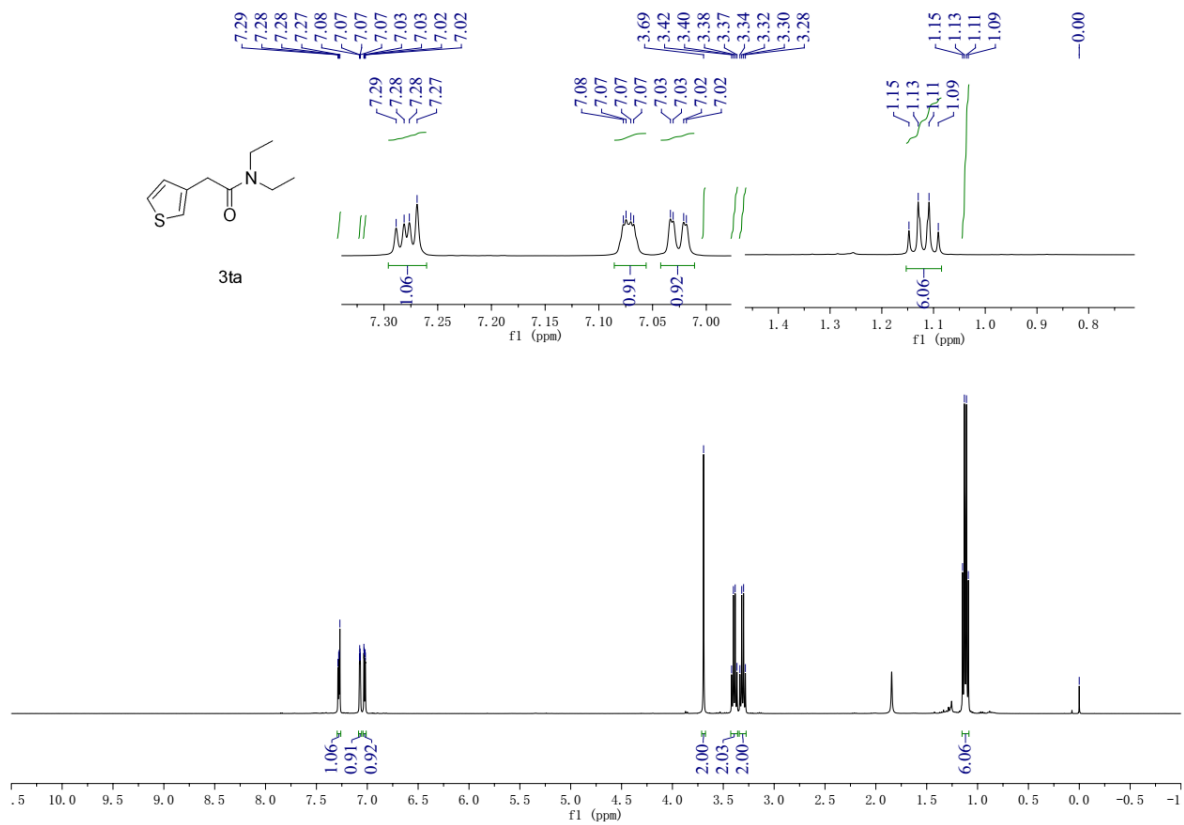 7.29 7.28 7.28 7.27 7.08 7.07 7.07 7.07 7.03 7.03 7.02 7.02 3.69 3.42 3.40 3.38 3.37 3.34 3.32 3.30 3.28 1.15 1.13 1.11 1.09 -0.00
7.29 7.28 7.28 7.27 7.08 7.07 7.07 7.07 7.03 7.03 7.02 7.02 1.15 1.13 1.11 1.09
N
S
O
3ta
1.06 0.91 0.92 6.06
7.30 7.25 7.20 7.15 7.10 7.05 7.00 1.4 1.3 1.2 1.1 1.0 0.9 0.8
f1 (ppm) f1 (ppm)
1.06 0.91 0.92 2.00 2.03 2.00 6.06
.5 10.0 9.5 9.0 8.5 8.0 7.5 7.0 6.5 6.0 5.5 5.0 4.5 4.0 3.5 3.0 2.5 2.0 1.5 1.0 0.5 0.0 -0.5 -1
f1 (ppm)